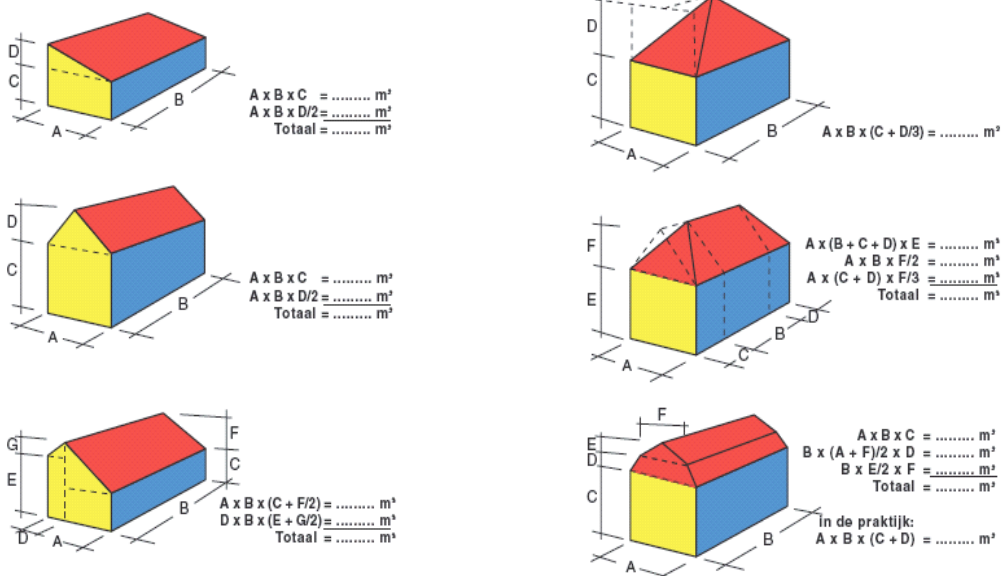 D
C
A
B
A x B x C = ......... m³
A x B x D/2 = ......... m³
Totaal = ......... m³
D
C
A
B
A x B x (C + D/3) = ......... m³
D
C
A
B
A x B x C = ......... m³
A x B x D/2 = ......... m³
Totaal = ......... m³
F
E
A
C
B
D
A x (B + C + D) x E = ......... m³
A x B x F/2 = ......... m³
A x (C + D) x F/3 = ......... m³
Totaal = ......... m³
G
E
D
A
B
F
C
A x B x (C + F/2) = ......... m³
D x B x (E + G/2) = ......... m³
Totaal = ......... m³
F
E
D
C
A
B
A x B x C = ......... m³
B x (A + F)/2 x D = ......... m³
B x E/2 x F = ......... m³
Totaal = ......... m³
in de praktijk:
A x B x (C + D) = ......... m³